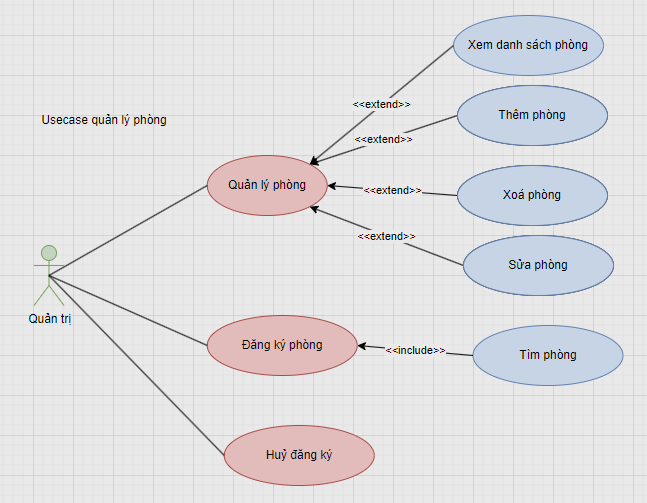 Xem danh sách phòng
<<extend>>
Thêm phòng
Usecase quản lý phòng
<<extend>>
Quản lý phòng
<<extend>>
Xoá phòng
<<extend>>
Sửa phòng
Quản trị
Đăng ký phòng
<<include>>
Tìm phòng
Huỷ đăng ký